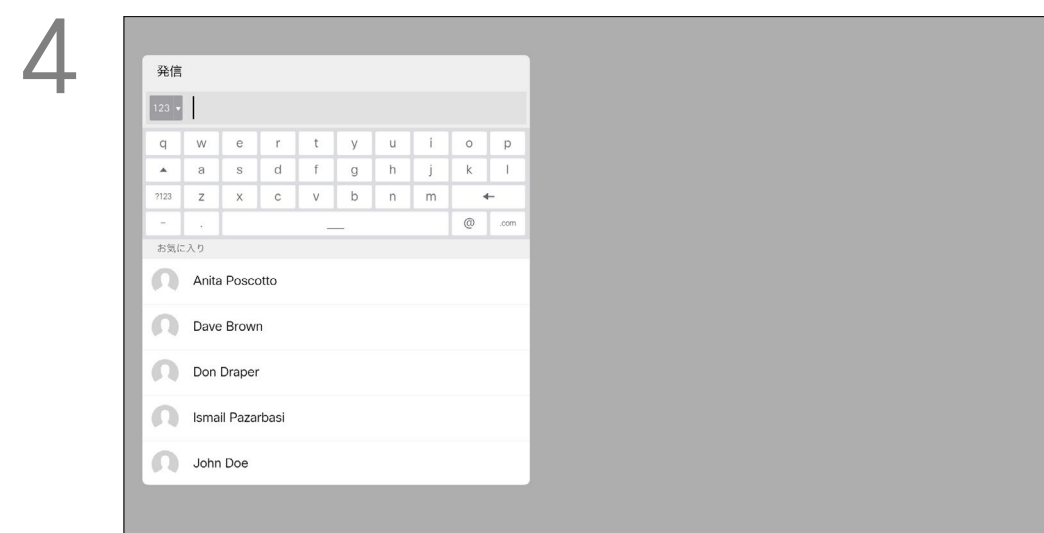 4
発信
123
q w e r t y u i o p
a s d f g h j k l
?123 z x c v b n m
- . @ .com
お気に入り
Anita Poscotto
Dave Brown
Don Draper
Ismail Pazarbasi
John Doe